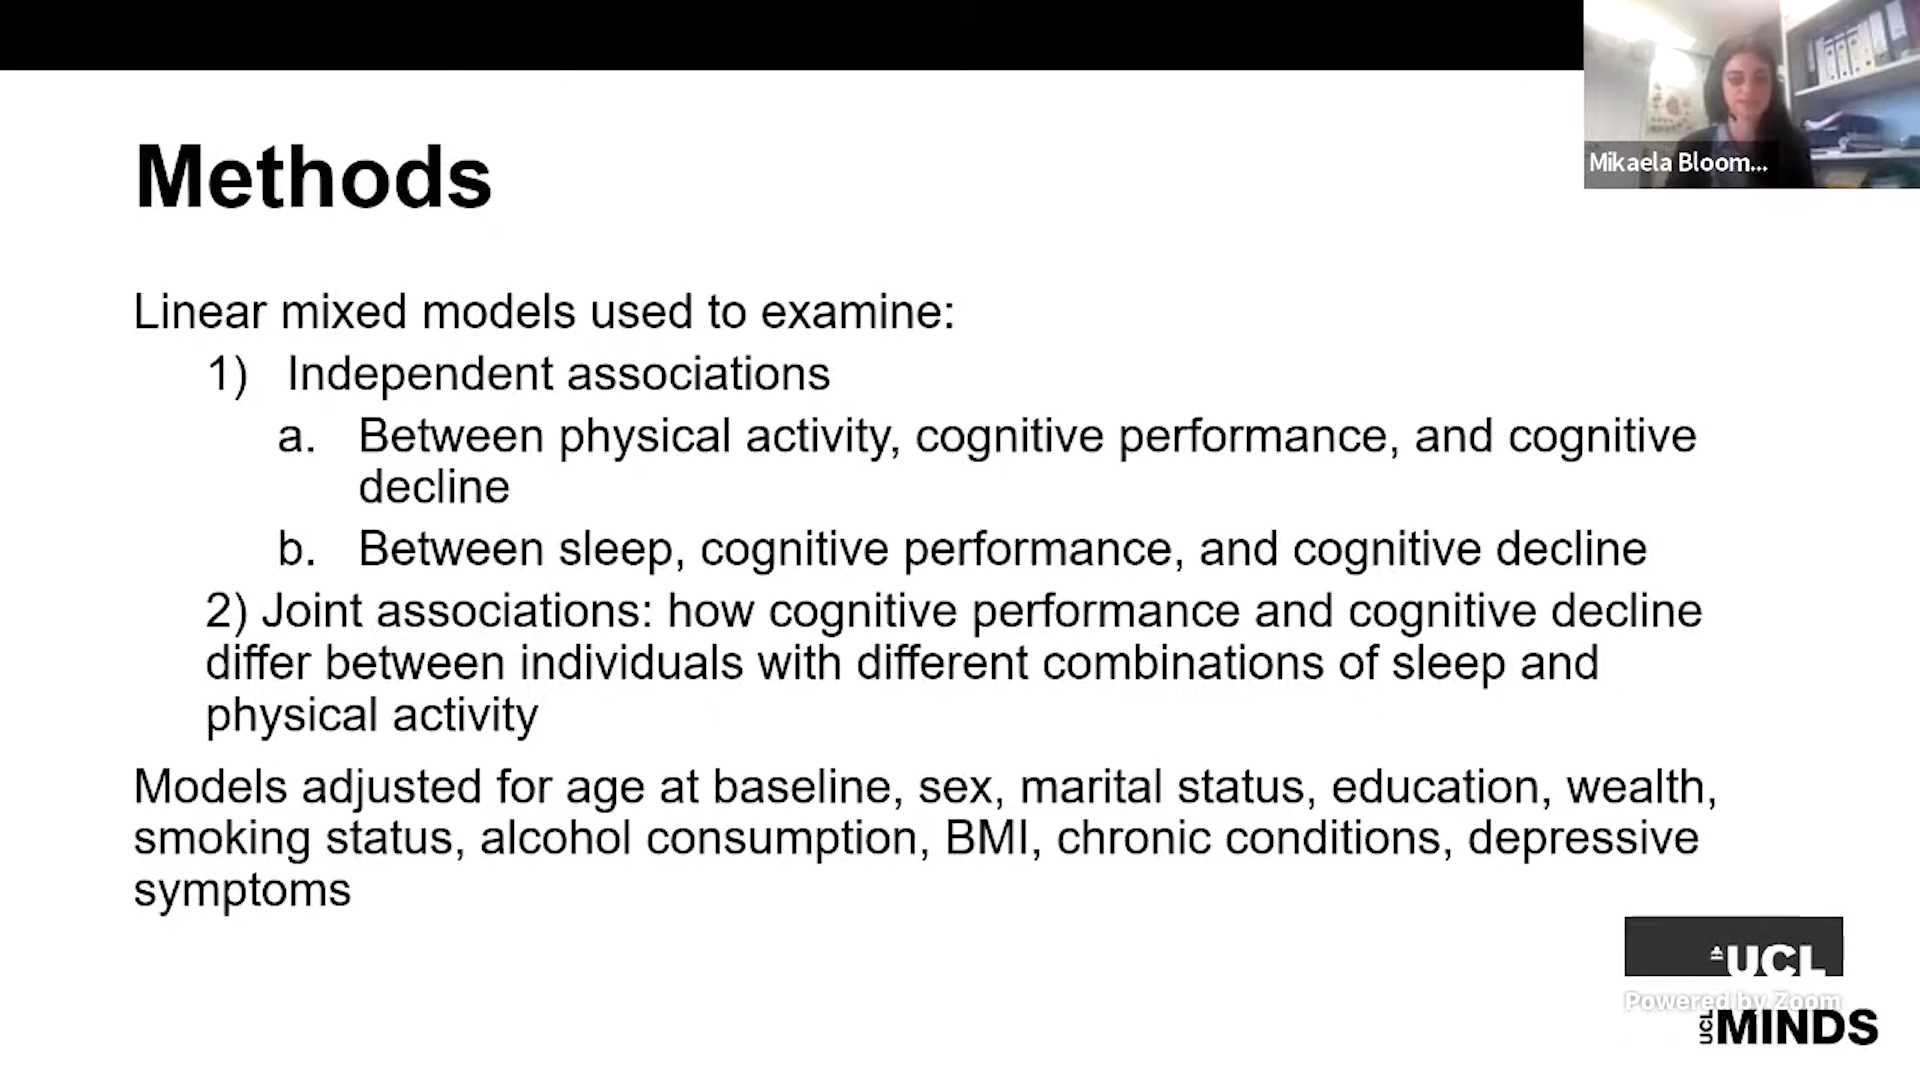 Mikaela Bloom...
Methods
Linear mixed models used to examine:
1) Independent associations
a. Between physical activity, cognitive performance, and cognitive
decline
b. Between sleep, cognitive performance, and cognitive decline
2) Joint associations: how cognitive performance and cognitive decline
differ between individuals with different combinations of sleep and
physical activity
Models adjusted for age at baseline, sex, marital status, education, wealth,
smoking status, alcohol consumption, BMI, chronic conditions, depressive
symptoms
UCL
Powered by Zoom
UCL MINDS